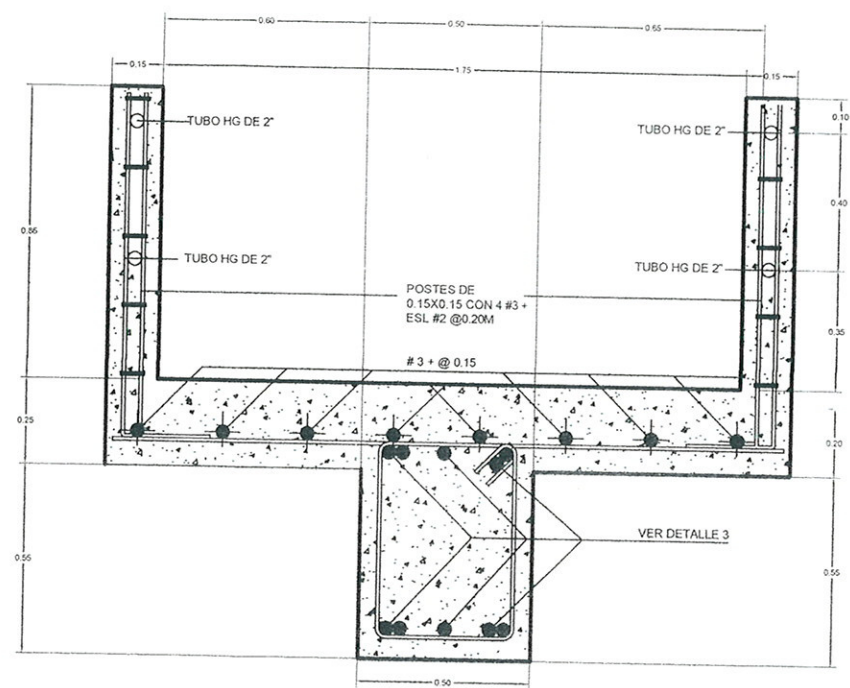 0.60
0.50
0.65
0.15
1.75
0.15
TUBO HG DE 2"
TUBO HG DE 2"
0.10
0.85
0.40
TUBO HG DE 2"
TUBO HG DE 2"
POSTES DE
0.15X0.15 CON 4 #3 +
ESL #2 @0.20M
0.35
# 3 + @ 0.15
0.25
0.20
VER DETALLE 3
0.55
0.55
0.50